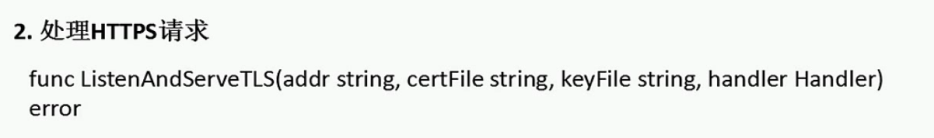 2. 处理HTTPS请求
func ListenAndServeTLS(addr string, certFile string, keyFile string, handler Handler)
error